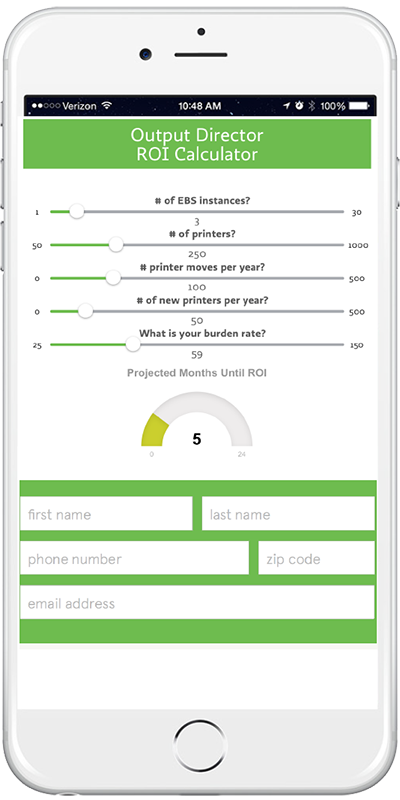 Verizon 10:48 AM 100%
Output Director
ROI Calculator
# of EBS instances?
1 30
3
# of printers?
50 1000
250
# printer moves per year?
0 500
100
# of new printers per year?
0 500
50
What is your burden rate?
25 150
59
Projected Months Until ROI
5
0 24
first name last name
phone number zip code
email address